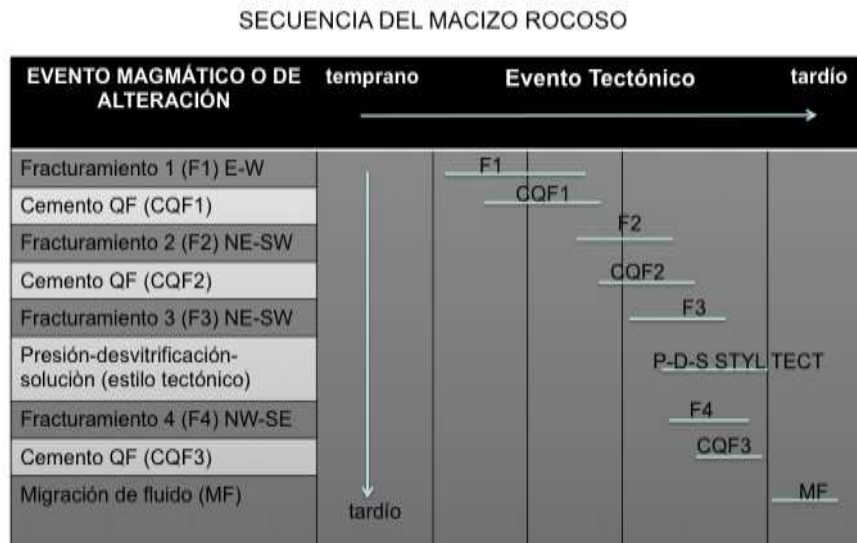 SECUENCIA DEL MACIZO ROCOSO
EVENTO MAGMÁTICO O DE
ALTERACIÓN
temprano
Evento Tectónico
tardío
Fracturamiento 1 (F1) E-W
F1
Cemento QF (CQF1)
CQF1
Fracturamiento 2 (F2) NE-SW
F2
Cemento QF (CQF2)
CQF2
Fracturamiento 3 (F3) NE-SW
F3
Presión-desvitrificación-
soluciòn (estilo tectónico)
P-D-S STYL TECT
Fracturamiento 4 (F4) NW-SE
F4
Cemento QF (CQF3)
CQF3
Migración de fluido (MF)
MF
tardío